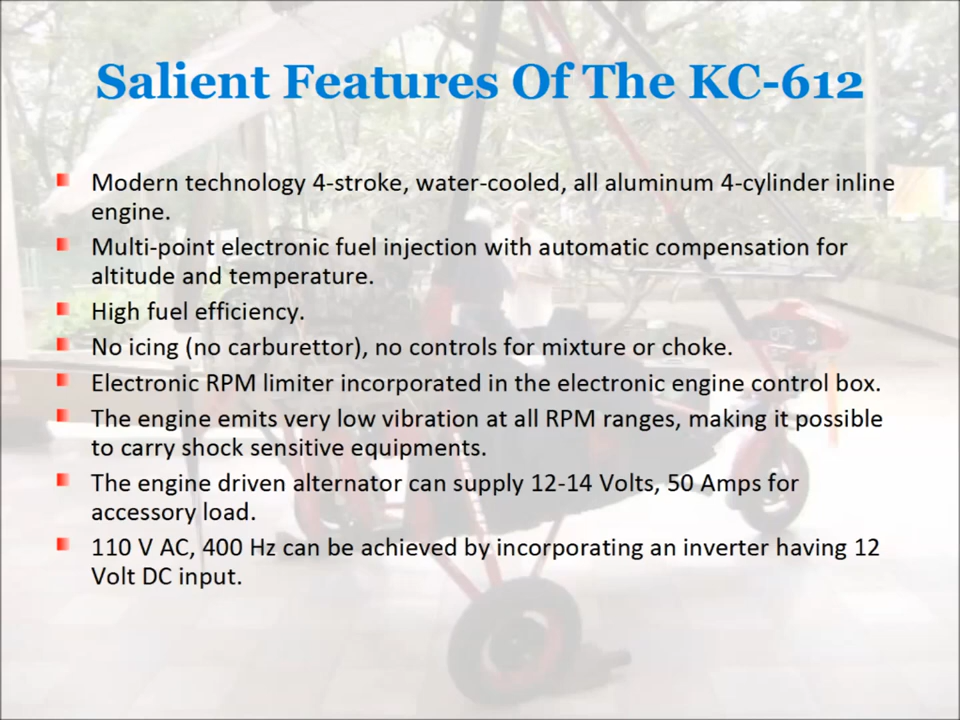 Salient Features Of The KC-612
Modern technology 4-stroke, water-cooled, all aluminum 4-cylinder inline
engine.
Multi-point electronic fuel injection with automatic compensation for
altitude and temperature.
High fuel efficiency.
No icing (no carburettor), no controls for mixture or choke.
Electronic RPM limiter incorporated in the electronic engine control box.
The engine emits very low vibration at all RPM ranges, making it possible
to carry shock sensitive equipments.
The engine driven alternator can supply 12-14 Volts, 50 Amps for
accessory load.
110 V AC, 400 Hz can be achieved by incorporating an inverter having 12
Volt DC input.